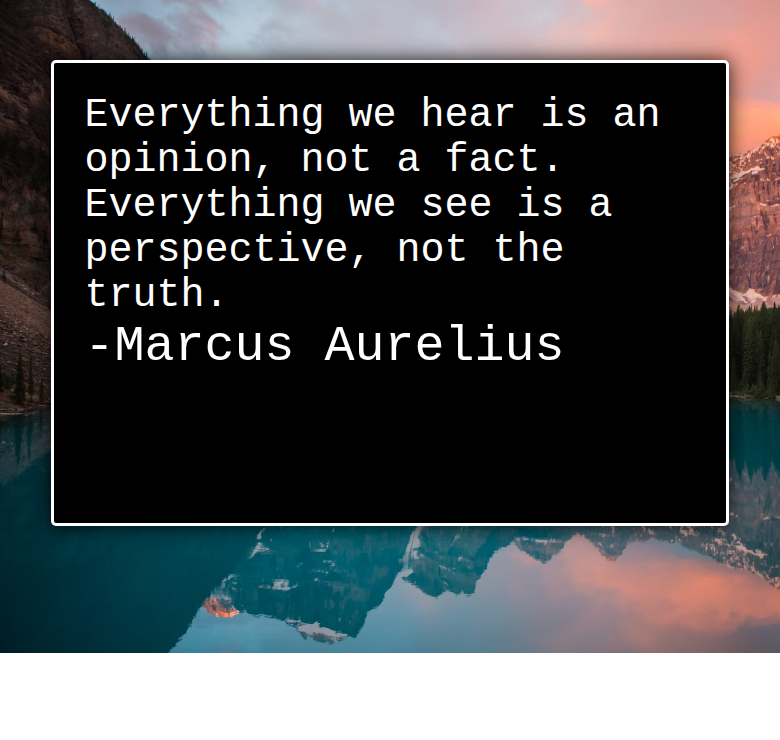 Everything we hear is an
opinion, not a fact.
Everything we see is a
perspective, not the
truth.
-Marcus Aurelius